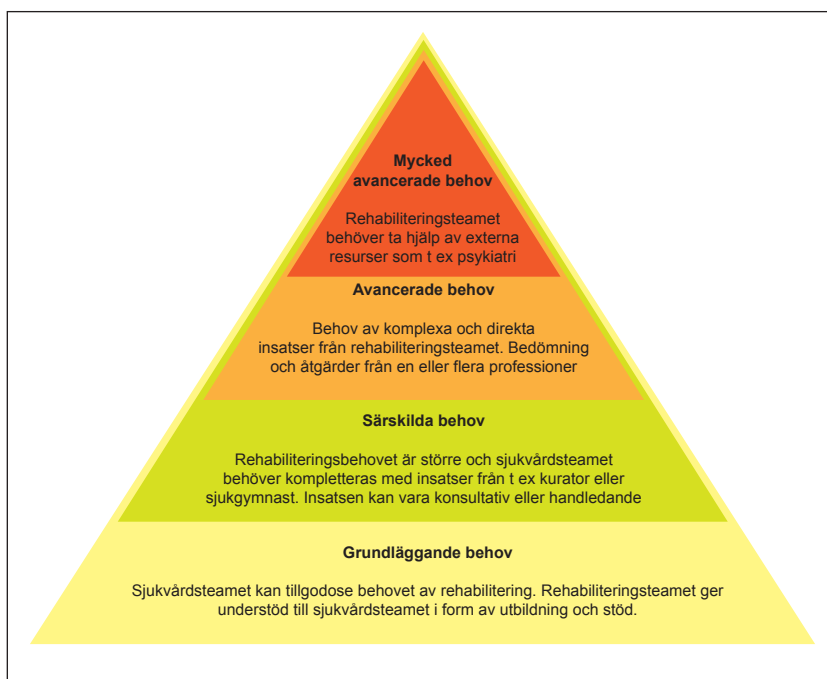 Mycked
avancerade behov
Rehabiliteringsteamet
behöver ta hjälp av externa
resurser som t ex psykiatri
Avancerade behov
Behov av komplexa och direkta
insatser från rehabiliteringsteamet. Bedömning
och åtgärder från en eller flera professioner
Särskilda behov
Rehabiliteringsbehovet är större och sjukvårdsteamet
behöver kompletteras med insatser från t ex kurator eller
sjukgymnast. Insatsen kan vara konsultativ eller handledande
Grundläggande behov
Sjukvårdsteamet kan tillgodose behovet av rehabilitering. Rehabiliteringsteamet ger
understöd till sjukvårdsteamet i form av utbildning och stöd.